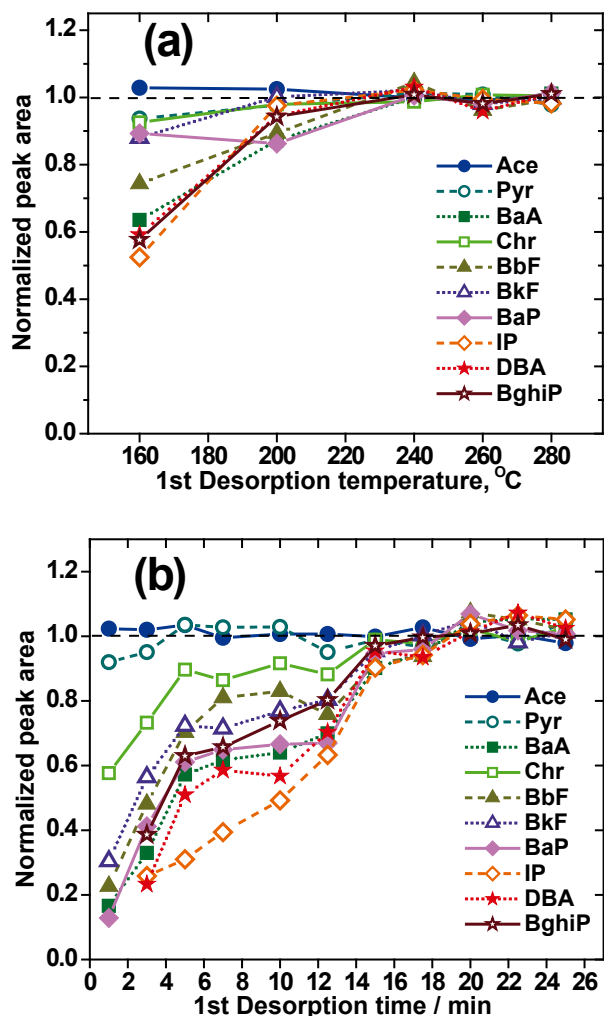 (a)
Normalized peak area
1.2
1.0
0.8
0.6
0.4
0.2
0.0
Ace
Pyr
BaA
Chr
BbF
BkF
BaP
IP
DBA
BghiP
160 180 200 220 240 260 280
1st Desorption temperature, °C
(b)
Normalized peak area
1.2
1.0
0.8
0.6
0.4
0.2
0.0
Ace
Pyr
BaA
Chr
BbF
BkF
BaP
IP
DBA
BghiP
0 2 4 6 8 10 12 14 16 18 20 22 24 26
1st Desorption time / min